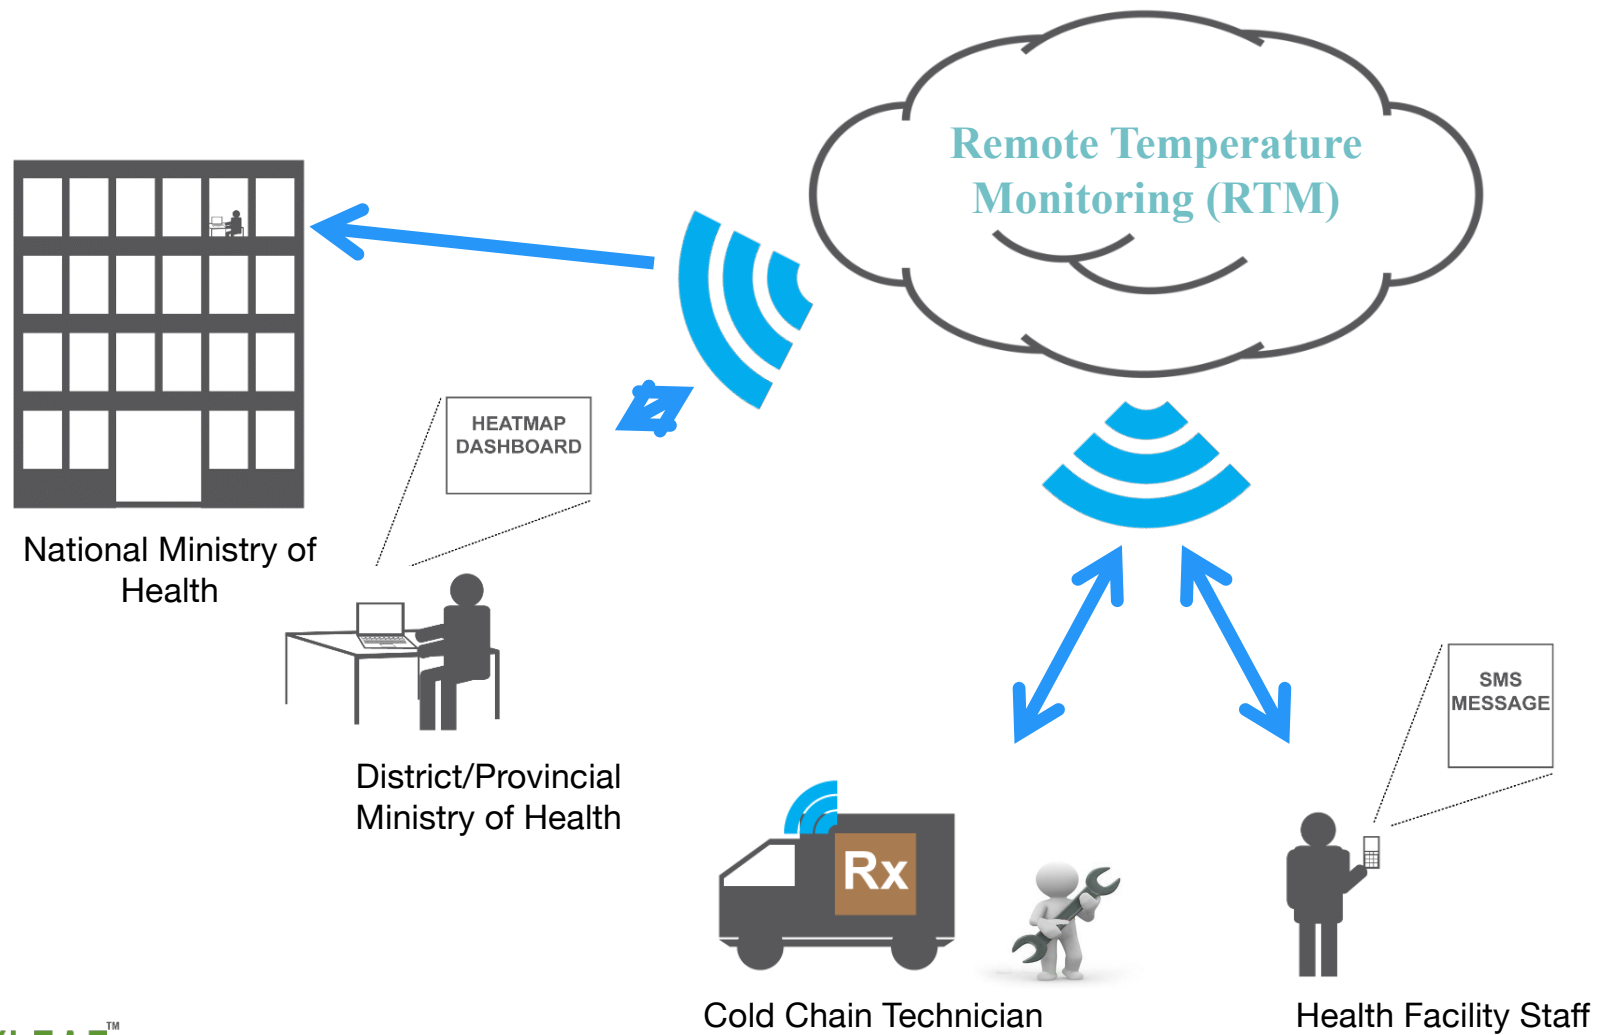 Remote Temperature
Monitoring (RTM)
HEATMAP
DASHBOARD
National Ministry of
Health
District/Provincial
Ministry of Health
SMS
MESSAGE
Rx
Cold Chain Technician
Health Facility Staff
TM